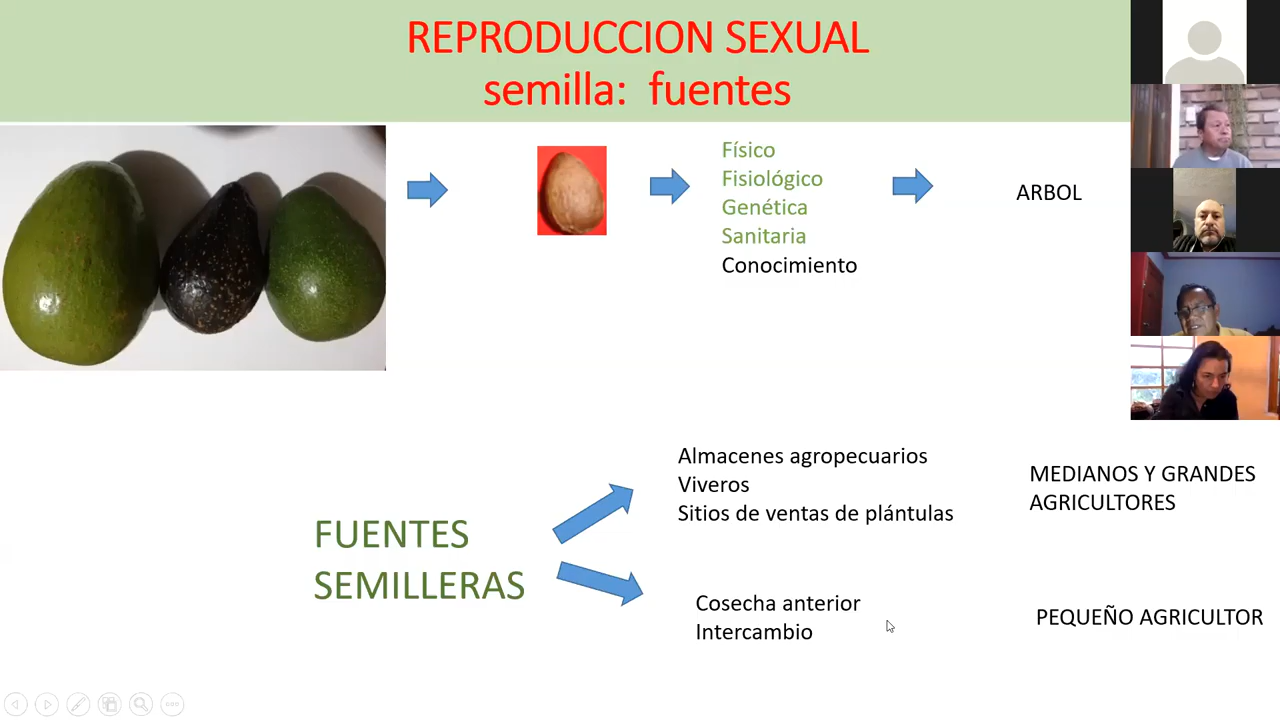 REPRODUCCION SEXUAL
semilla: fuentes
Físico
Fisiológico
Genética
Sanitaria
Conocimiento
ARBOL
FUENTES
SEMILLERAS
Almacenes agropecuarios
Viveros
Sitios de ventas de plántulas
MEDIANOS Y GRANDES
AGRICULTORES
Cosecha anterior
Intercambio
PEQUEÑO AGRICULTOR